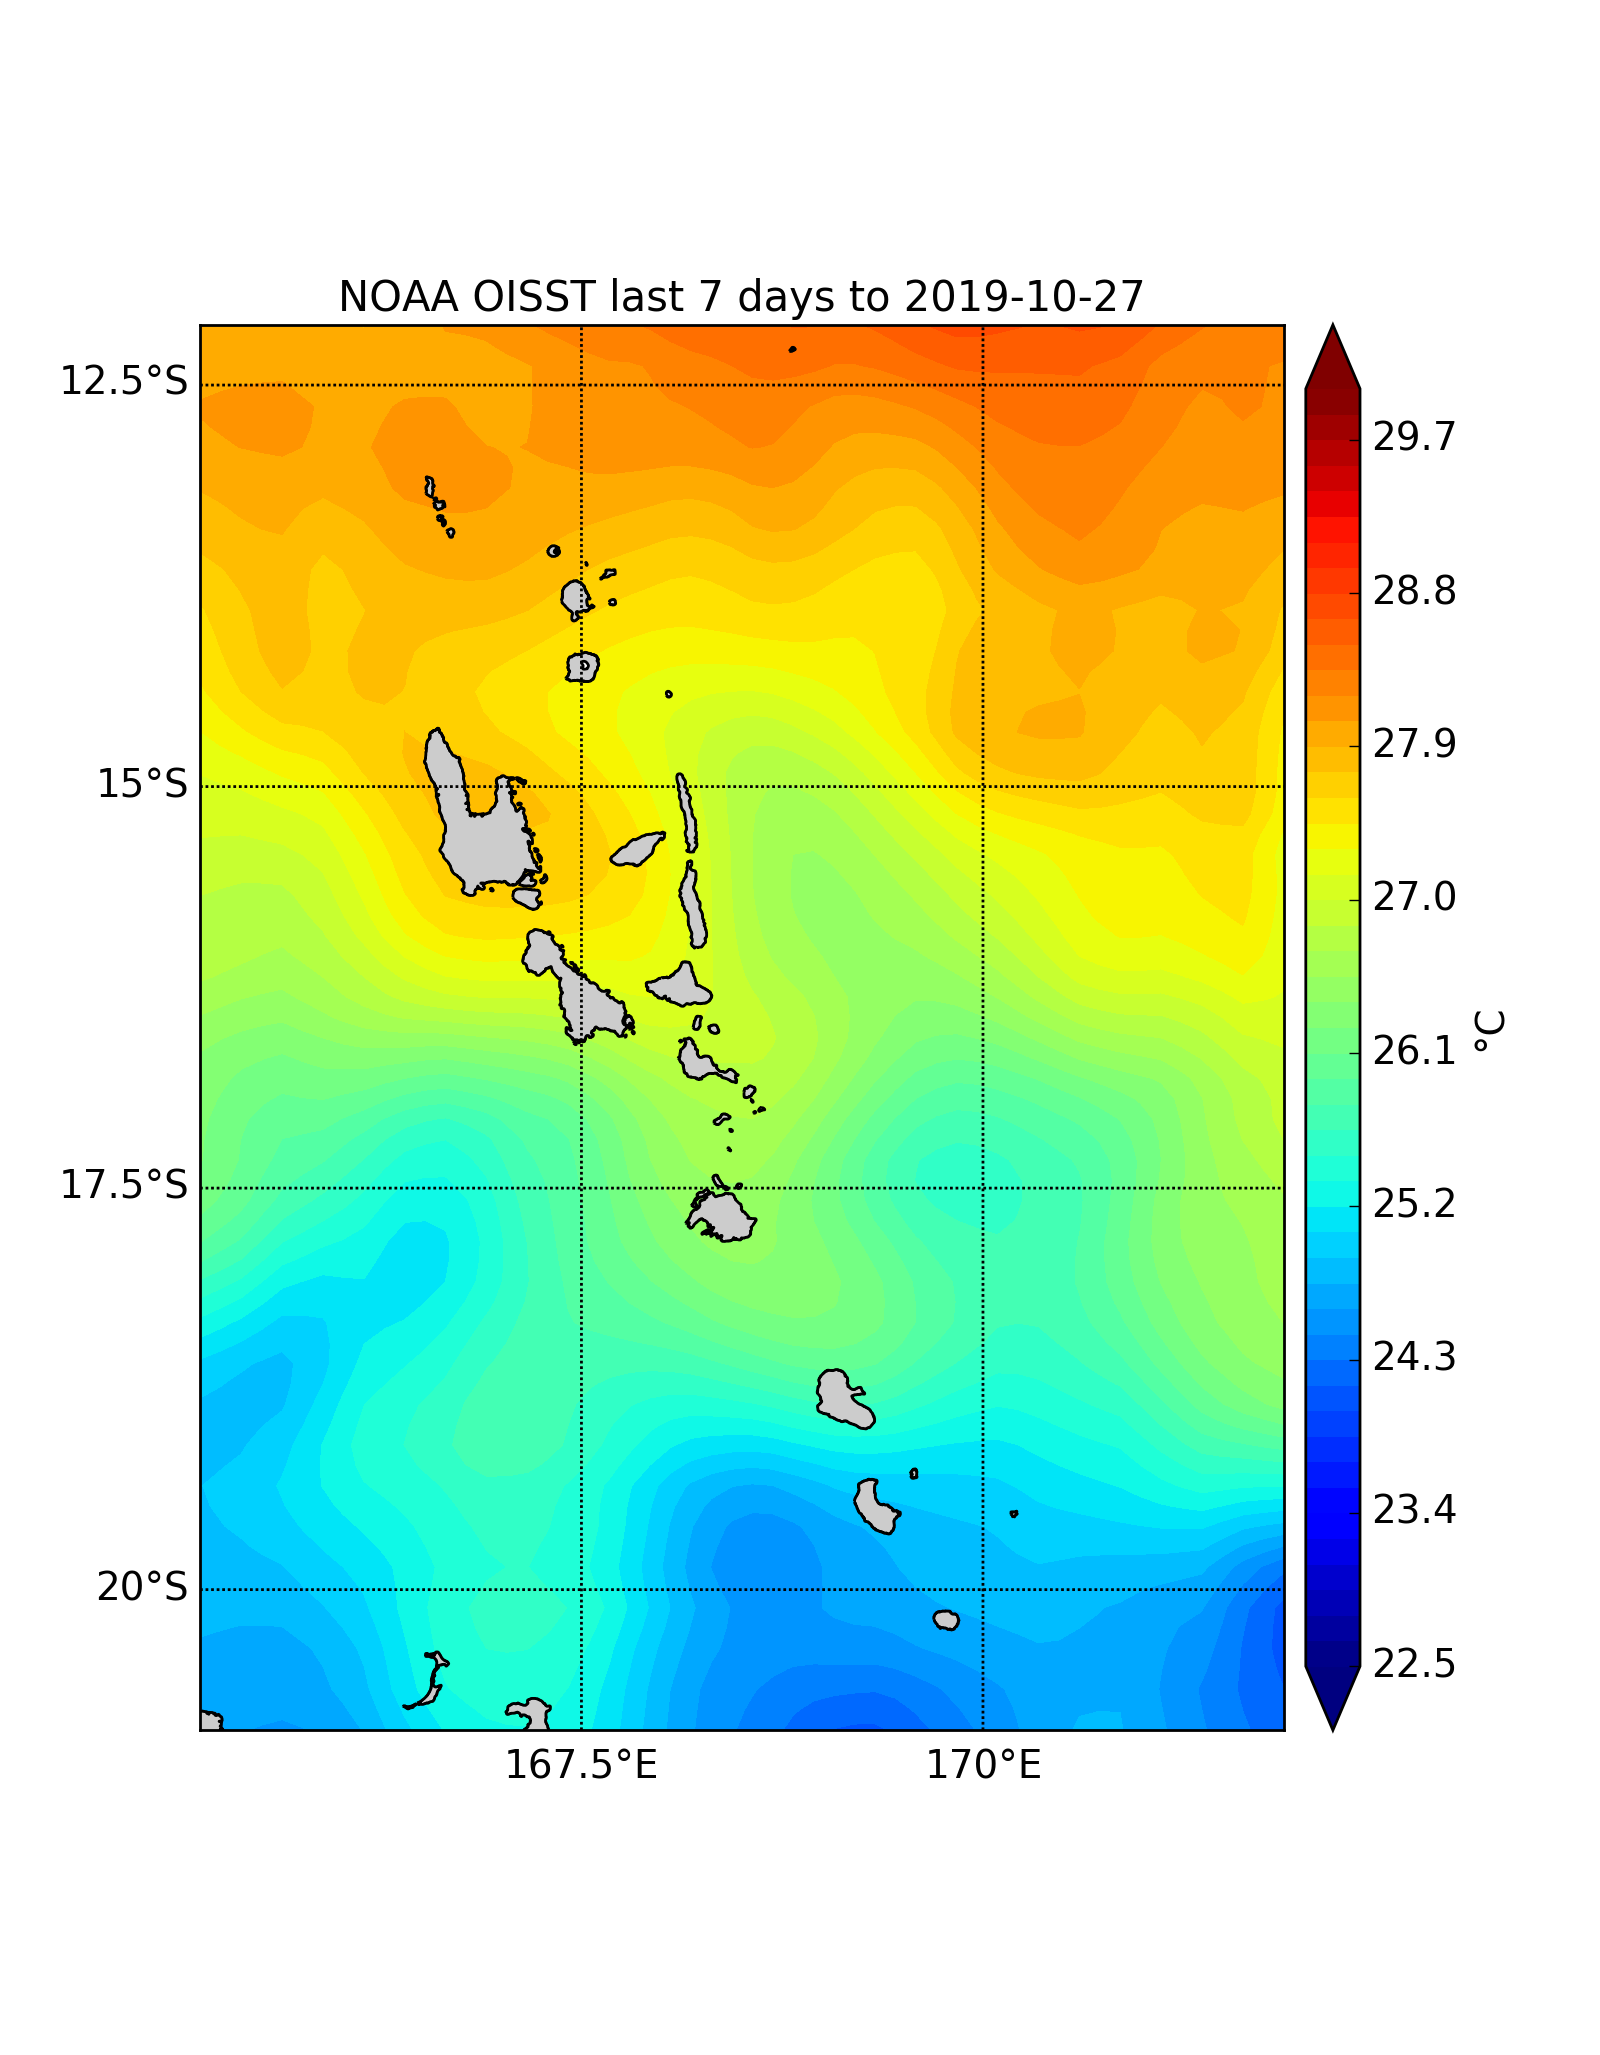 NOAA OISST last 7 days to 2019-10-27
12.5°S
15°S
17.5°S
20°S
167.5°E
170°E
29.7
28.8
27.9
27.0
26.1
25.2
24.3
23.4
22.5
°C